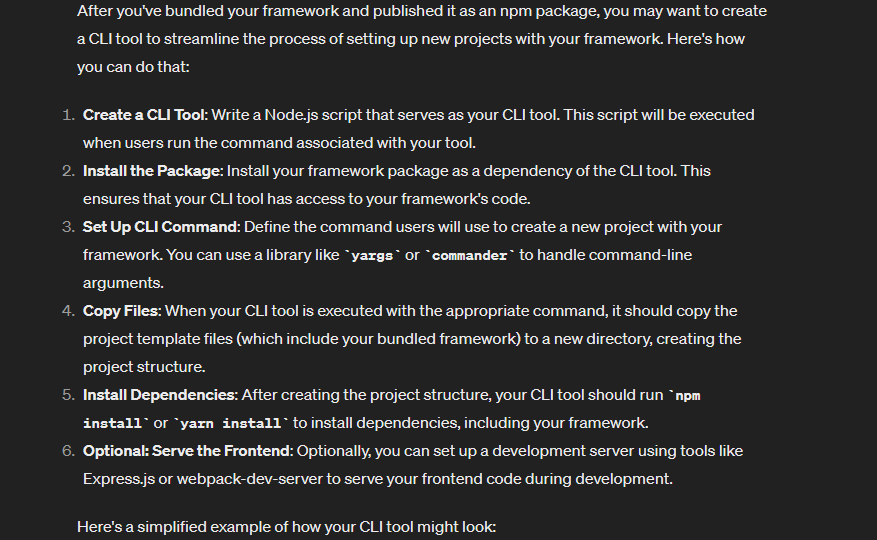 After you've bundled your framework and published it as an npm package, you may want to create
a CLI tool to streamline the process of setting up new projects with your framework. Here's how
you can do that:
1. Create a CLI Tool: Write a Node.js script that serves as your CLI tool. This script will be executed
when users run the command associated with your tool.
2. Install the Package: Install your framework package as a dependency of the CLI tool. This
ensures that your CLI tool has access to your framework's code.
3. Set Up CLI Command: Define the command users will use to create a new project with your
framework. You can use a library like `yargs` or `commander` to handle command-line
arguments.
4. Copy Files: When your CLI tool is executed with the appropriate command, it should copy the
project template files (which include your bundled framework) to a new directory, creating the
project structure.
5. Install Dependencies: After creating the project structure, your CLI tool should run `npm
install` or `yarn install` to install dependencies, including your framework.
6. Optional: Serve the Frontend: Optionally, you can set up a development server using tools like
Express.js or webpack-dev-server to serve your frontend code during development.
Here's a simplified example of how your CLI tool might look: